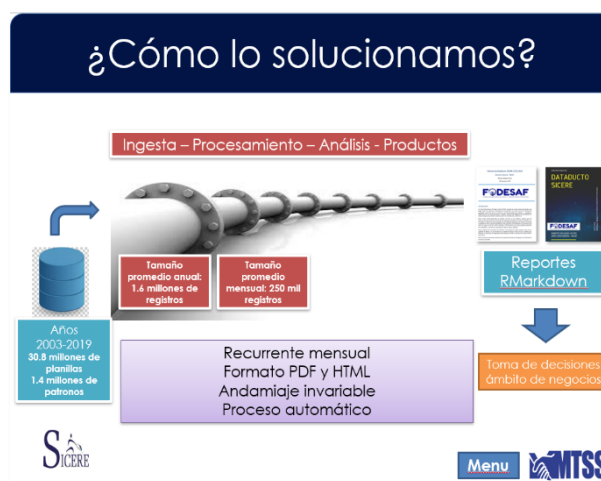 ¿Cómo lo solucionamos?
Ingesta – Procesamiento – Análisis - Productos
FODESAF
DATADUCTO
SICERE
FODESAF
Tamaño
promedio anual:
1.6 millones de
registros
Tamaño
promedio
mensual: 250 mil
registros
Reportes
RMarkdown
Años
2003-2019
30.8 millones de
planillas
1.4 millones de
patronos
Recurrente mensual
Formato PDF y HTML
Andamiaje invariable
Proceso automático
Toma de decisiones
ámbito de negocios
SICERE
Menu
MTSS